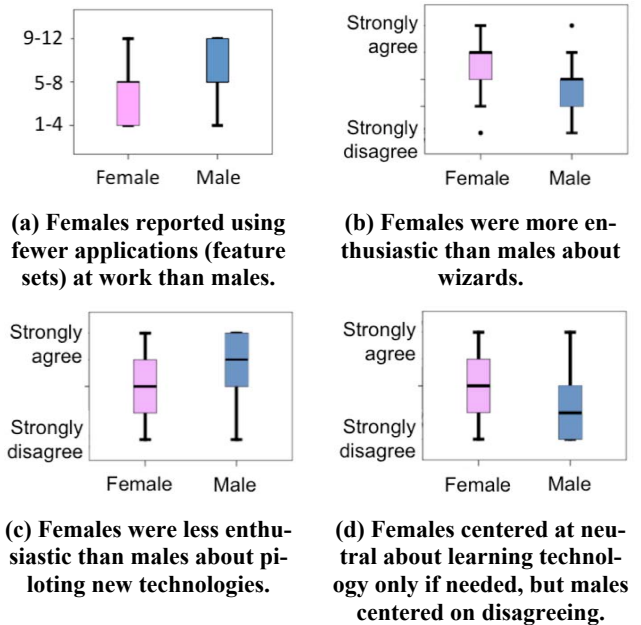 9-12
5-8
1-4
Female Male
(a) Females reported using
fewer applications (feature
sets) at work than males.
Strongly
agree
Strongly
disagree
Female Male
(b) Females were more en-
thusiastic than males about
wizards.
Strongly
agree
Strongly
disagree
Female Male
(c) Females were less enthu-
siastic than males about pi-
loting new technologies.
Strongly
agree
Strongly
disagree
Female Male
(d) Females centered at neu-
tral about learning technol-
ogy only if needed, but males
centered on disagreeing.